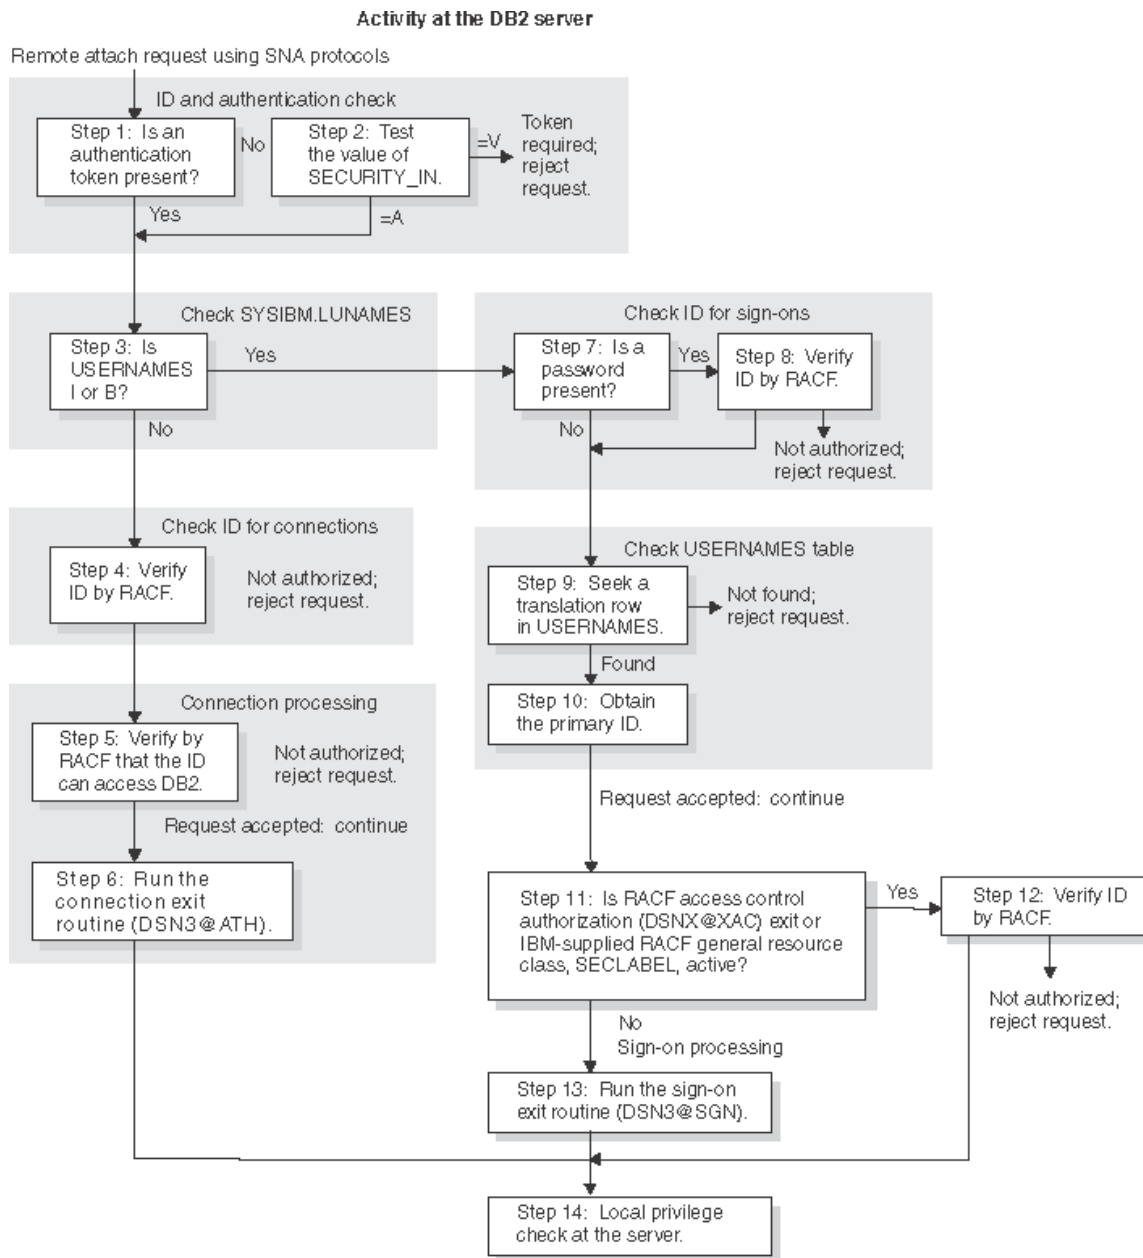 Activity at the DB2 server
Remote attach request using SNA protocols
ID and authentication check
Step 1: Is an
authentication
token present?
No
Step 2: Test
the value of
SECURITY_IN.
=V
Token
required;
reject
request.
Yes
=A
Check SYSIBM.LUNAMES
Step 3: Is
USERNAMES
I or B?
Yes
No
Check ID for sign-ons
Step 7: Is a
password
present?
Yes
Step 8: Verify
ID by RACF.
No
Not authorized;
reject request.
Check ID for connections
Step 4: Verify
ID by RACF.
Not authorized;
reject request.
Check USERNAMES table
Step 9: Seek a
translation row
in USERNAMES.
Not found;
reject request.
Found
Step 10: Obtain
the primary ID.
Connection processing
Step 5: Verify by
RACF that the ID
can access DB2.
Not authorized;
reject request.
Request accepted: continue
Request accepted: continue
Step 6: Run the
connection exit
routine (DSN3@ATH).
Step 11: Is RACF access control
authorization (DSNX@XAC) exit or
IBM-supplied RACF general resource
class, SECLABEL, active?
Yes
Step 12: Verify ID
by RACF.
Not authorized;
reject request.
No
Sign-on processing
Step 13: Run the sign-on
exit routine (DSN3@SGN).
Step 14: Local privilege
check at the server.